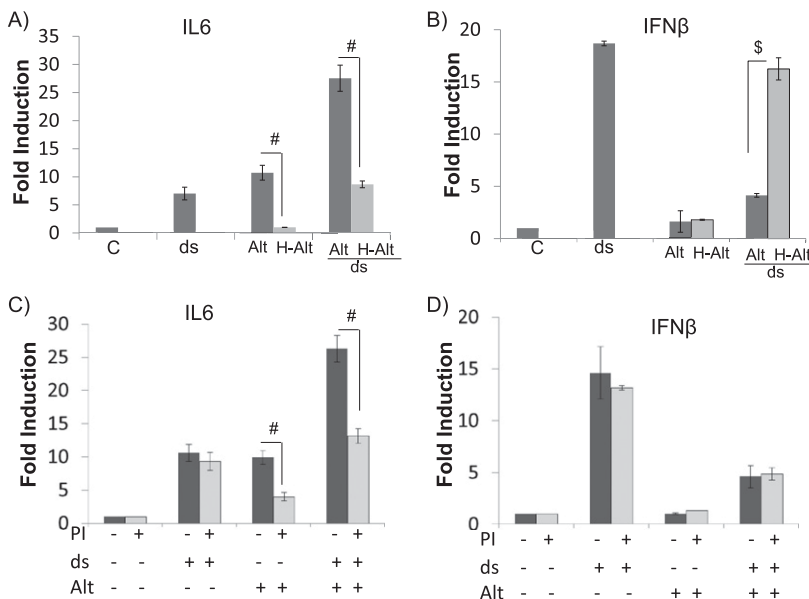 A)
IL6
Fold Induction
35
30
25
20
15
10
5
0
#
#
C ds Alt H-Alt Alt H-Alt
ds
B)
IFNβ
Fold Induction
20
15
10
5
0
$
C ds Alt H-Alt Alt H-Alt
ds
C)
IL6
Fold Induction
30
25
20
15
10
5
0
#
#
PI - + - + - + - +
ds - - + + - - + +
Alt - - - - + + + +
D)
IFNβ
Fold Induction
20
15
10
5
0
PI - + - + - + - +
ds - - + + - - + +
Alt - - - - + + + +